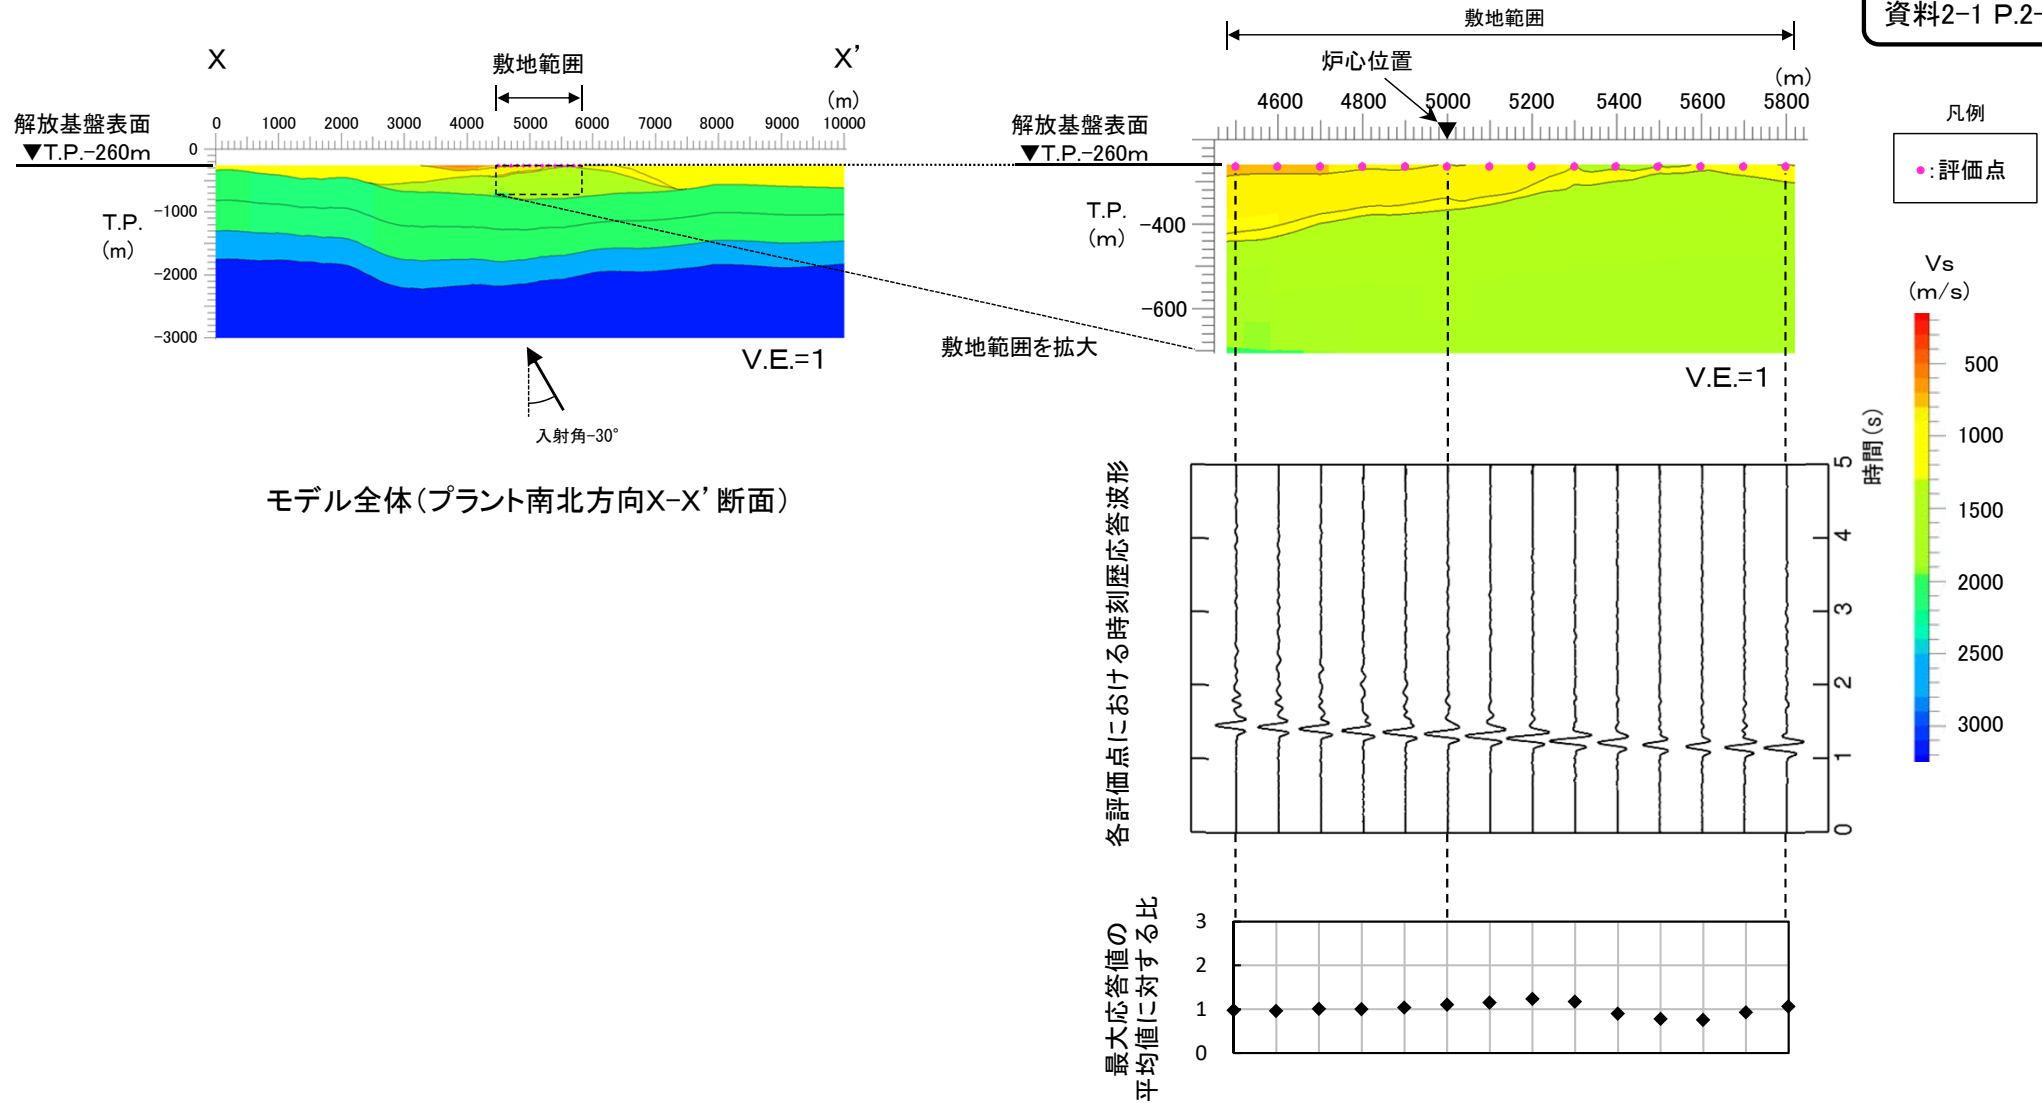 資料2-1 P.2-
X
X’
敷地範囲
(m)
解放基盤表面
▼T.P.-260m
0 1000 2000 3000 4000 5000 6000 7000 8000 9000 10000
0
-1000
-2000
-3000
T.P.
(m)
V.E.=1
入射角-30°
モデル全体(プラント南北方向X-X’断面)
敷地範囲
炉心位置
(m)
4600 4800 5000 5200 5400 5600 5800
解放基盤表面
▼T.P.-260m
T.P.
(m)
-400
-600
敷地範囲を拡大
V.E.=1
凡例
●:評価点
Vs
(m/s)
500
1000
1500
2000
2500
3000
各評価点における時刻歴応答波形
時間(s)
5
4
3
2
1
0
最大応答値の
平均値に対する比
3
2
1
0